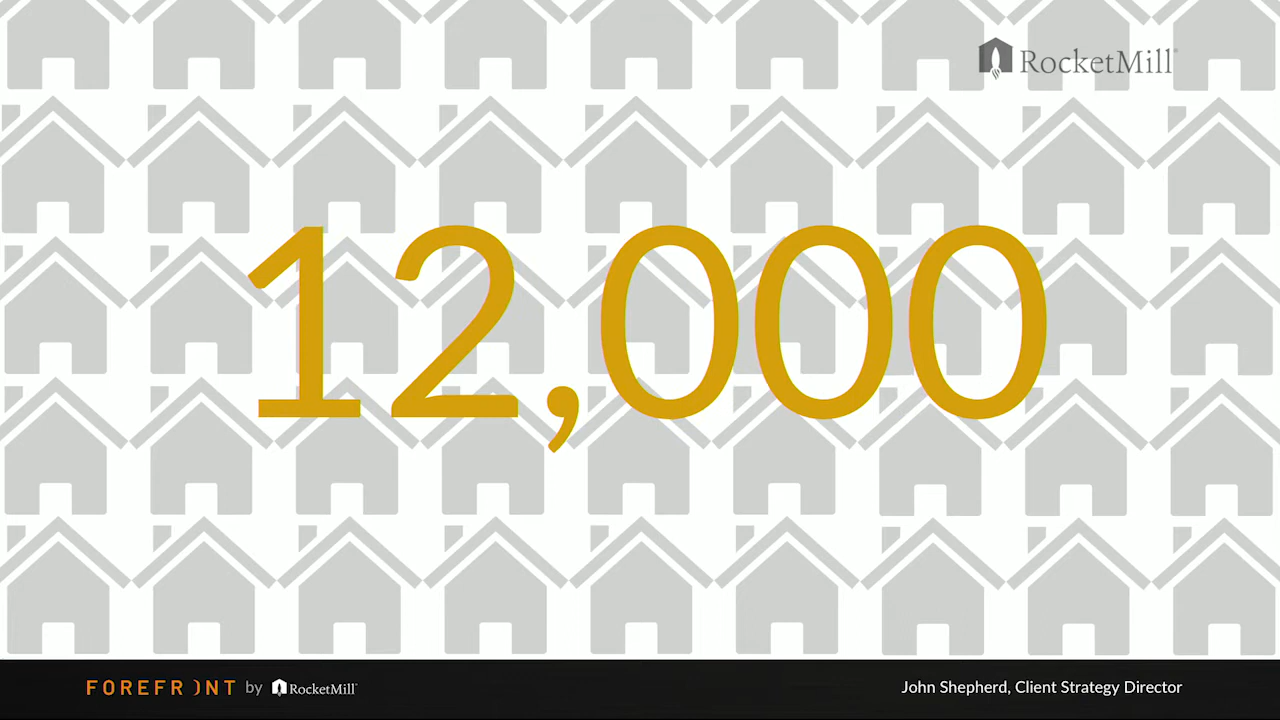 RocketMill
12,000
FOREFRONT by RocketMill
John Shepherd, Client Strategy Director